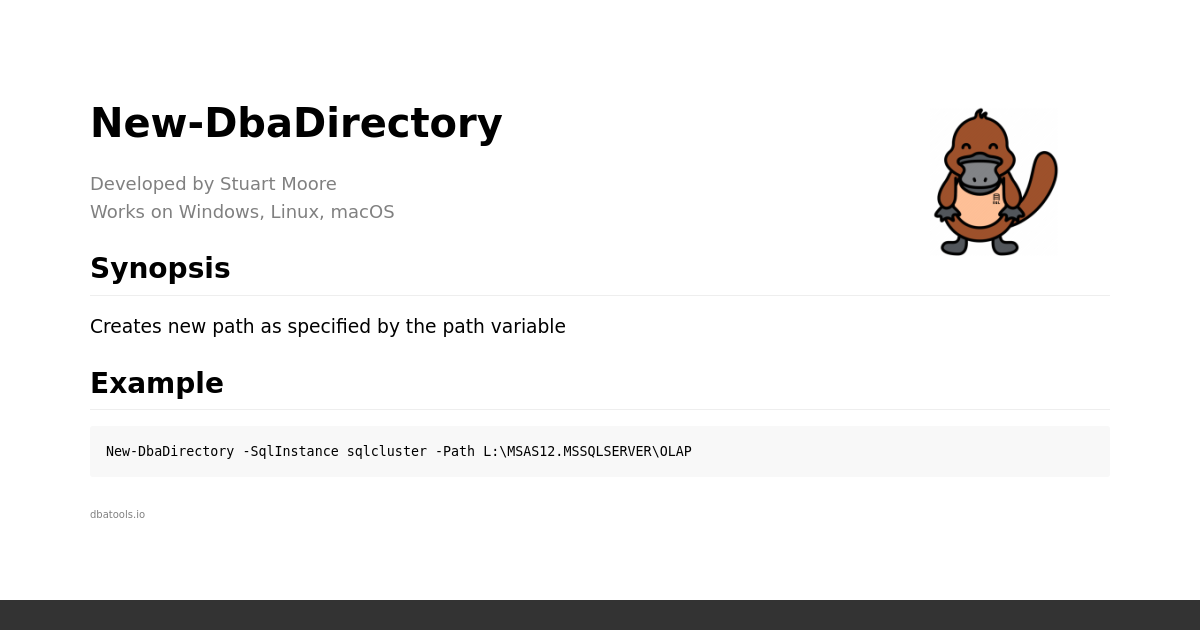 New-DbaDirectory
Developed by Stuart Moore
Works on Windows, Linux, macOS
Synopsis
Creates new path as specified by the path variable
Example
New-DbaDirectory -SqlInstance sqlcluster -Path L:\MSAS12.MSSQLSERVER\OLAP
dbatools.io